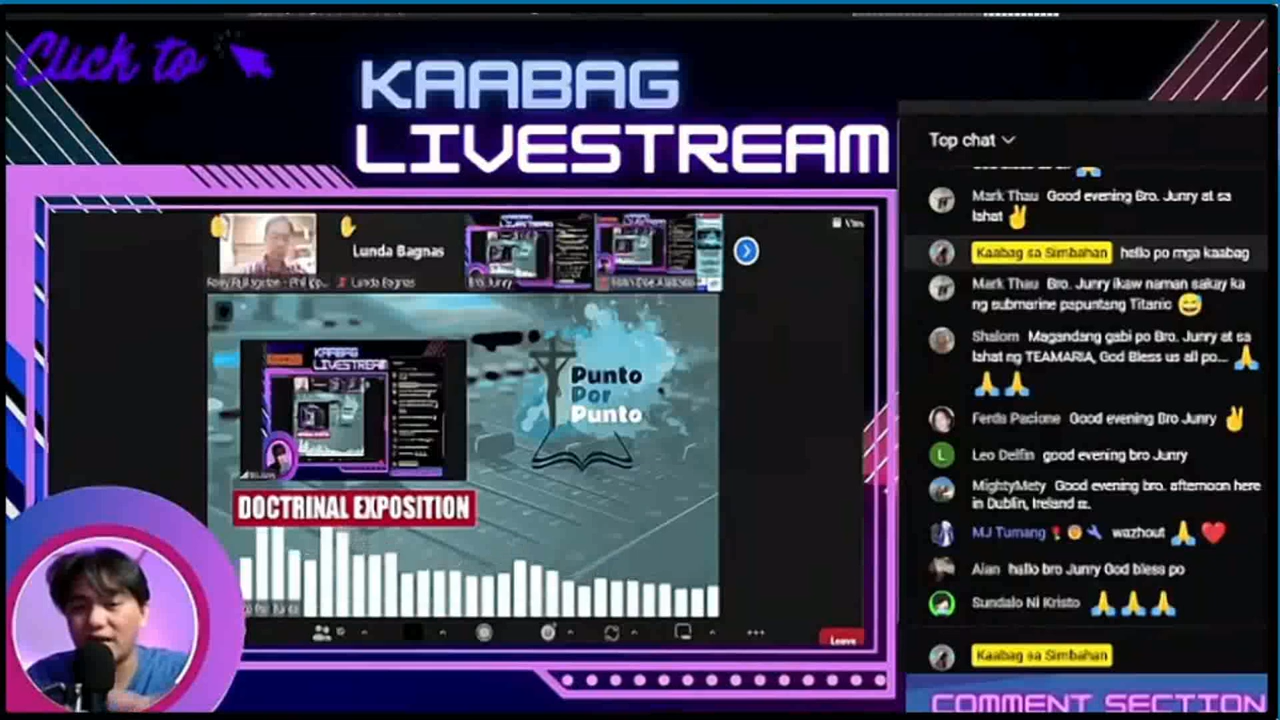 Click to
KAABAG
LIVESTREAM
Top chat
Mark Thau Good evening Bro. Junry at sa
lahat
Kaabag sa Simbahan hello po mga kaabag
Mark Thau Bro. Junry ikaw naman sakay ka
ng submarine papuntang Titanic
Shalom Magandang gabi po Bro. Junry at sa
lahat ng TEAMARIA, God Bless us all po...
Ferds Pacione Good evening Bro Junry
L Leo Delfin good evening bro Junry
MightyMety Good evening bro. afternoon here
in Dublin, Ireland
MJ Tumang wazhout
Alan hallo bro Junry God bless po
Sundalo Ni Kristo
Kaabag sa Simbahan
COMMENT SECTION
Lunda Bagnas
Lunda Bagnas
Bro Junry
View
KAABAG
LIVESTREAM
Punto
Por
Punto
DOCTRINAL EXPOSITION
Leave